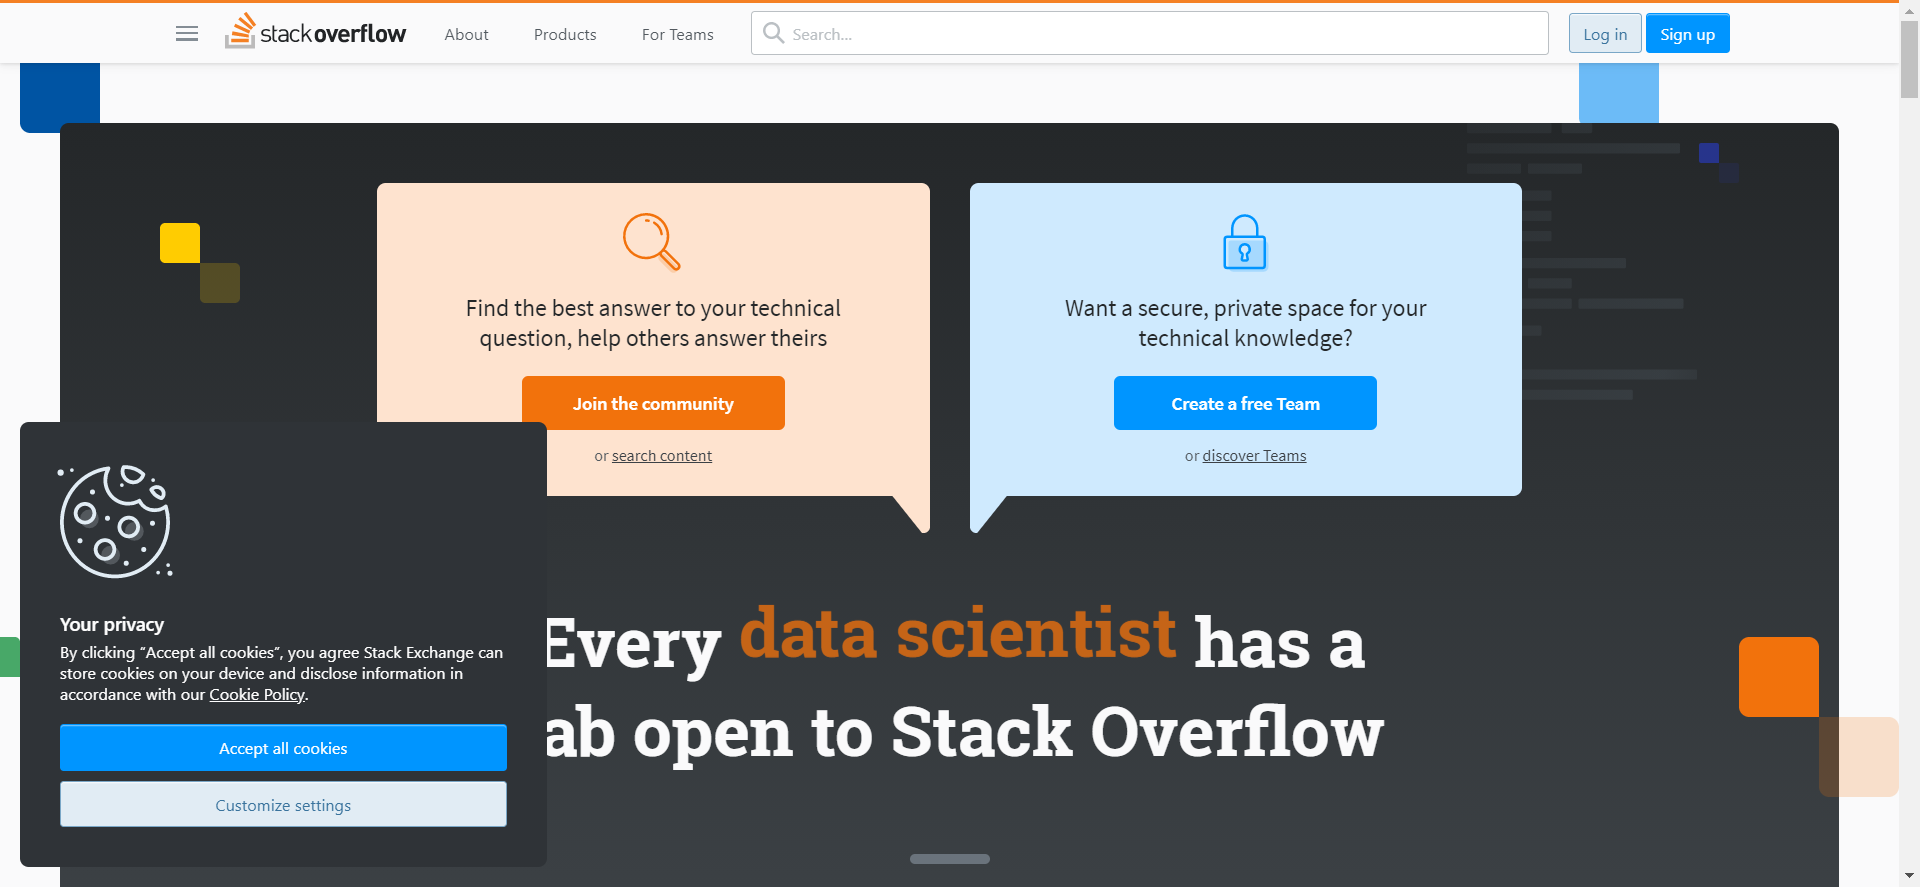 stack overflow
About
Products
For Teams
Search...
Log in
Sign up
Find the best answer to your technical
question, help others answer theirs
Join the community
or search content
Want a secure, private space for your
technical knowledge?
Create a free Team
or discover Teams
Every data scientist has a
ab open to Stack Overflow
Your privacy
By clicking “Accept all cookies”, you agree Stack Exchange can
store cookies on your device and disclose information in
accordance with our Cookie Policy.
Accept all cookies
Customize settings